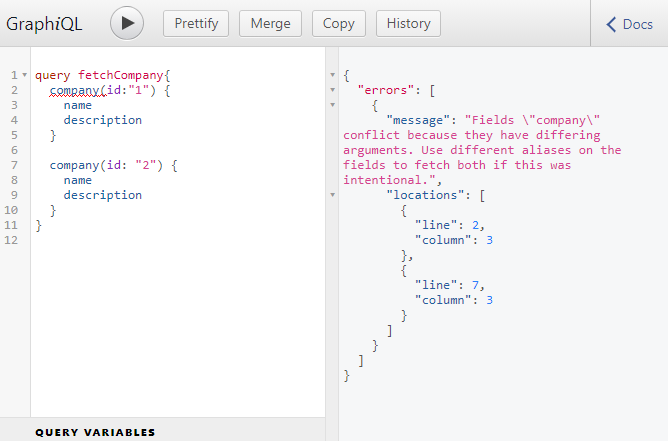 GraphiQL Prettify Merge Copy History Docs
1 query fetchCompany{
2 company(id:"1") {
3 name
4 description
5 }
6
7 company(id: "2") {
8 name
9 description
10 }
11 }
12
QUERY VARIABLES
{
"errors": [
{
"message": "Fields \"company\"
conflict because they have differing
arguments. Use different aliases on the
fields to fetch both if this was
intentional.",
"locations": [
{
"line": 2,
"column": 3
},
{
"line": 7,
"column": 3
}
]
}
]
}